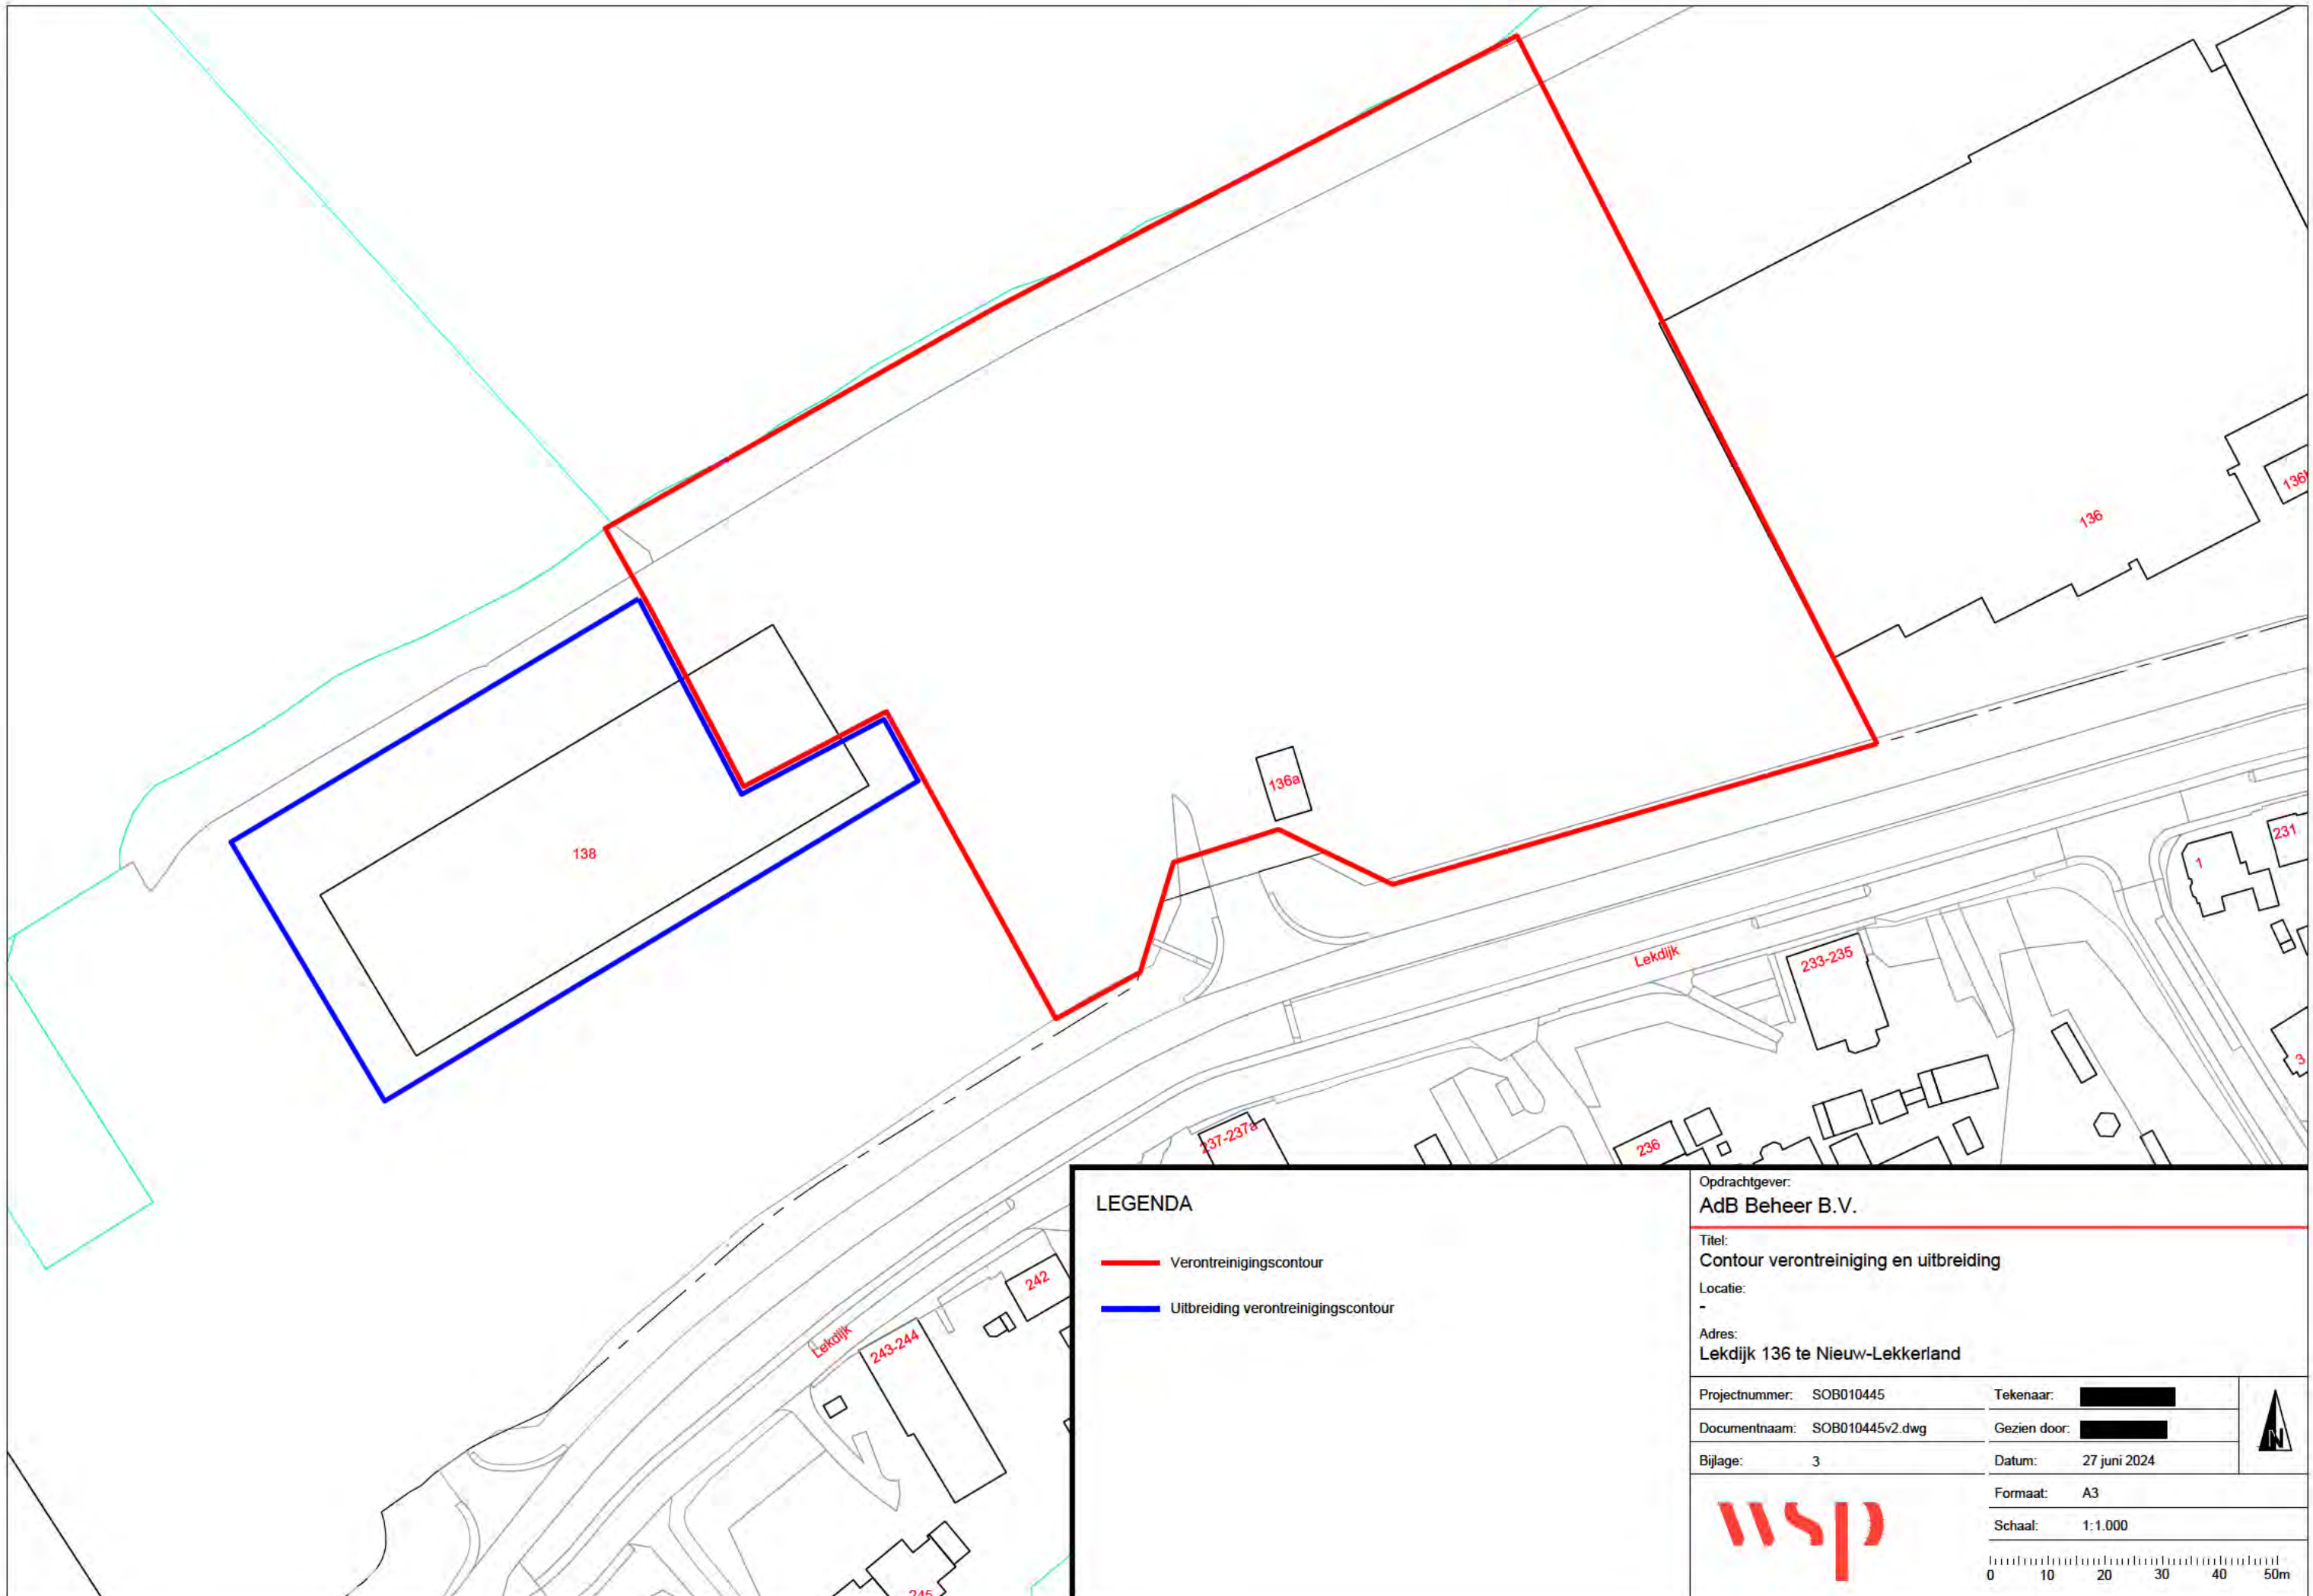 136
136
138
136a
231
1
Lekdijk
233-235
3
237-237a
236
242
Lekdijk
243-244
245
LEGENDA
Verontreinigingscontour
Uitbreiding verontreinigingscontour
Opdrachtgever:
AdB Beheer B.V.
Titel:
Contour verontreiniging en uitbreiding
Locatie:
-
Adres:
Lekdijk 136 te Nieuw-Lekkerland
Projectnummer: SOB010445
Tekenaar:
Documentnaam: SOB010445v2.dwg
Gezien door:
Bijlage: 3
Datum: 27 juni 2024
N
Formaat: A3
Schaal: 1:1.000
0 10 20 30 40 50m
wsp